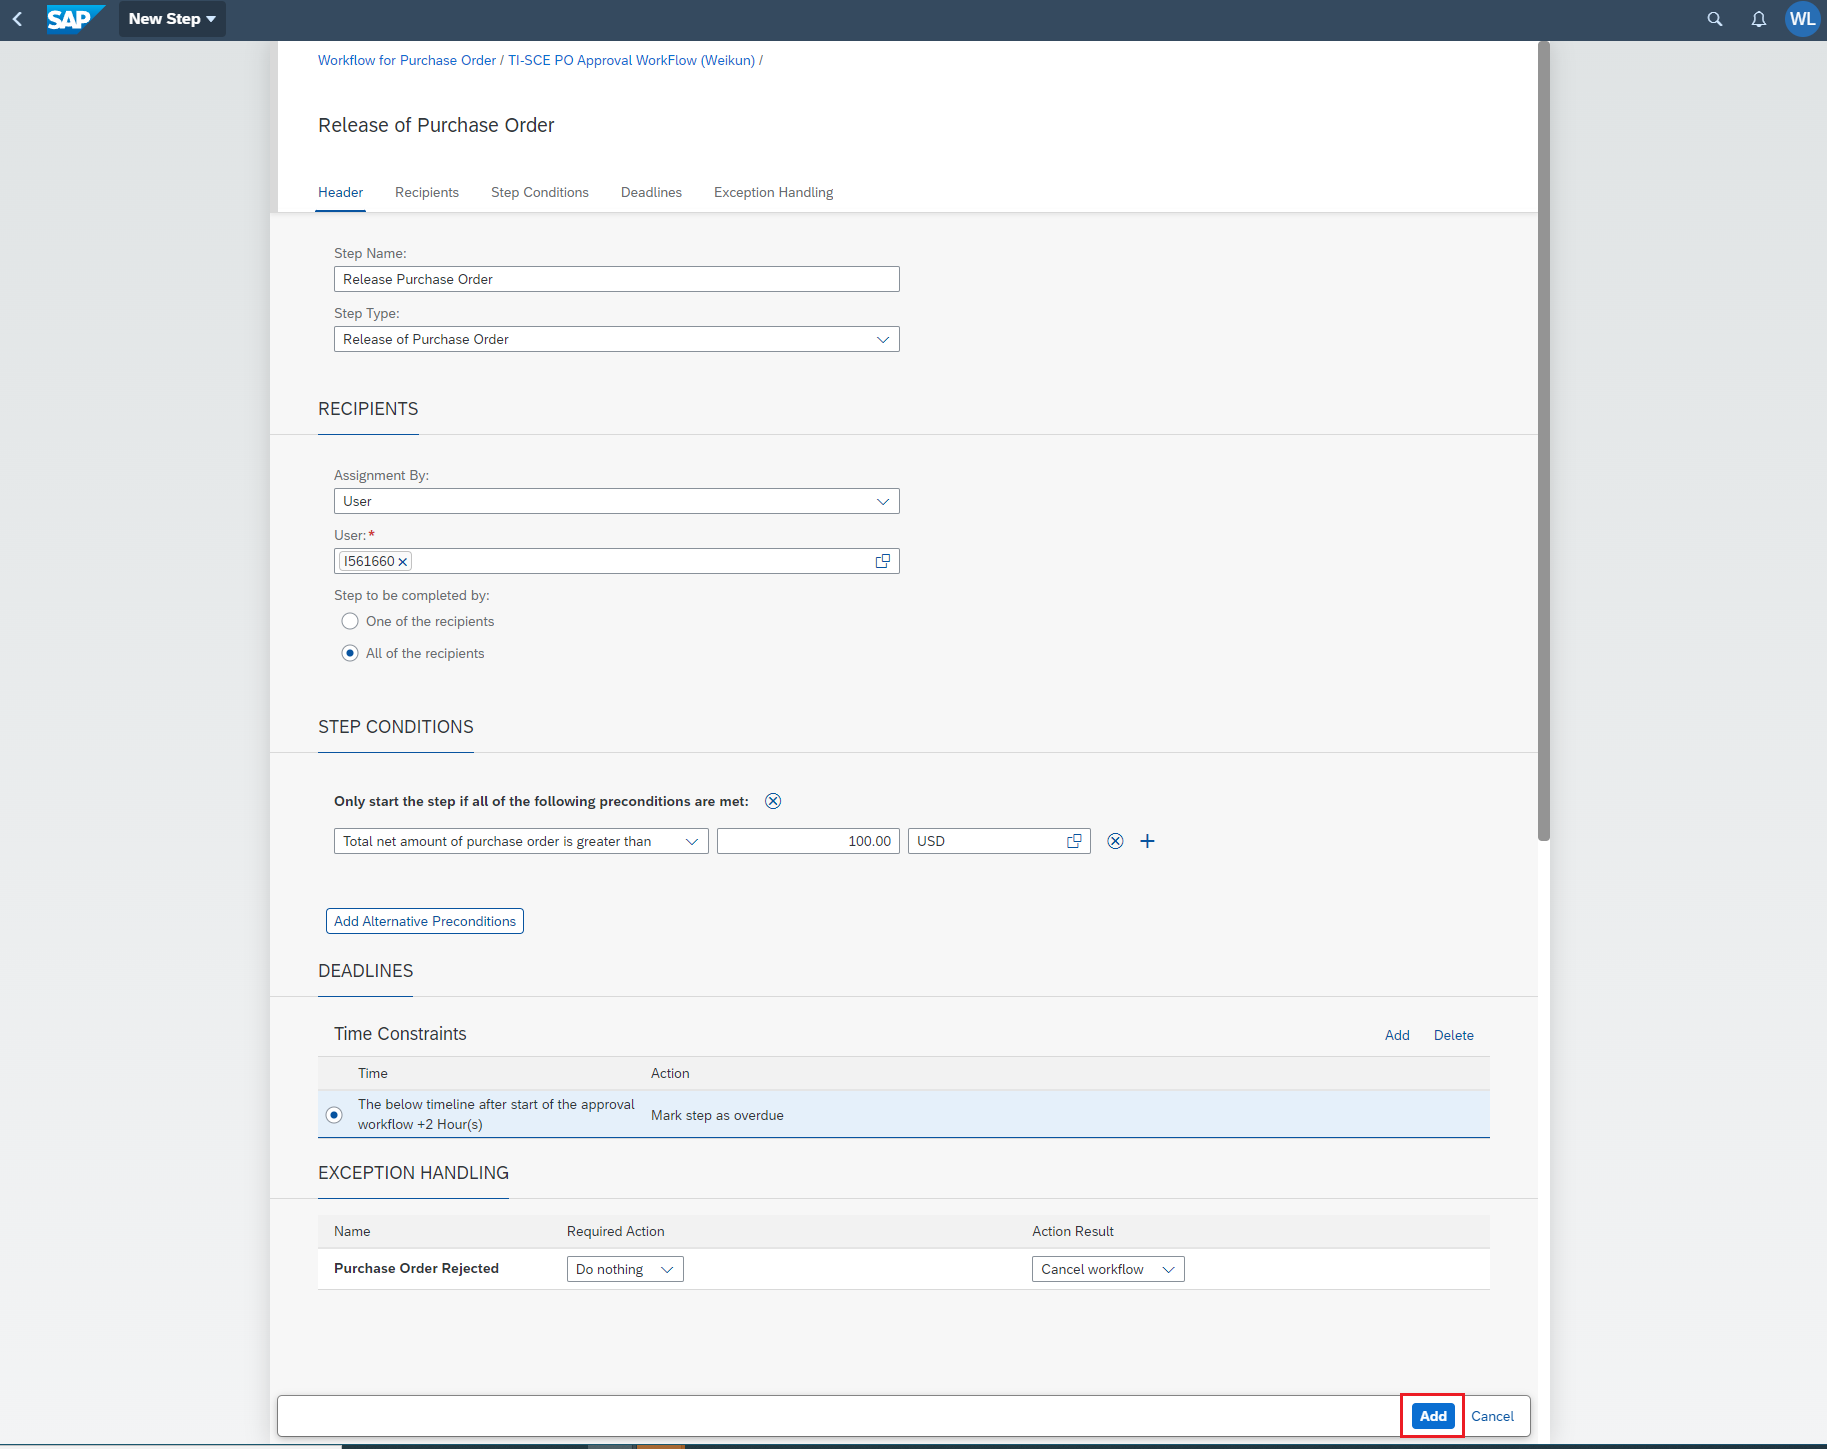 SAP New Step
WL
Workflow for Purchase Order / TI-SCE PO Approval WorkFlow (Weikun) /
Release of Purchase Order
Header Recipients Step Conditions Deadlines Exception Handling
Step Name:
Release Purchase Order
Step Type:
Release of Purchase Order
RECIPIENTS
Assignment By:
User
User:*
I561660
Step to be completed by:
One of the recipients
All of the recipients
STEP CONDITIONS
Only start the step if all of the following preconditions are met:
Total net amount of purchase order is greater than 100.00 USD
Add Alternative Preconditions
DEADLINES
Time Constraints Add Delete
Time Action
The below timeline after start of the approval
workflow +2 Hour(s)
Mark step as overdue
EXCEPTION HANDLING
Name Required Action Action Result
Purchase Order Rejected Do nothing Cancel workflow
Add Cancel